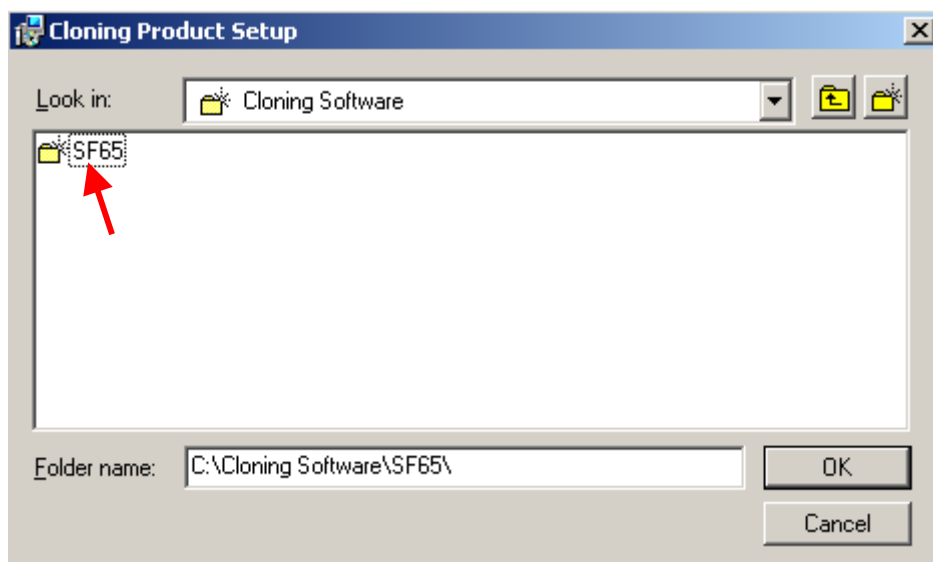 Cloning Product Setup
Look in: Cloning Software
SF65
Folder name: C:\Cloning Software\SF65\ OK
Cancel